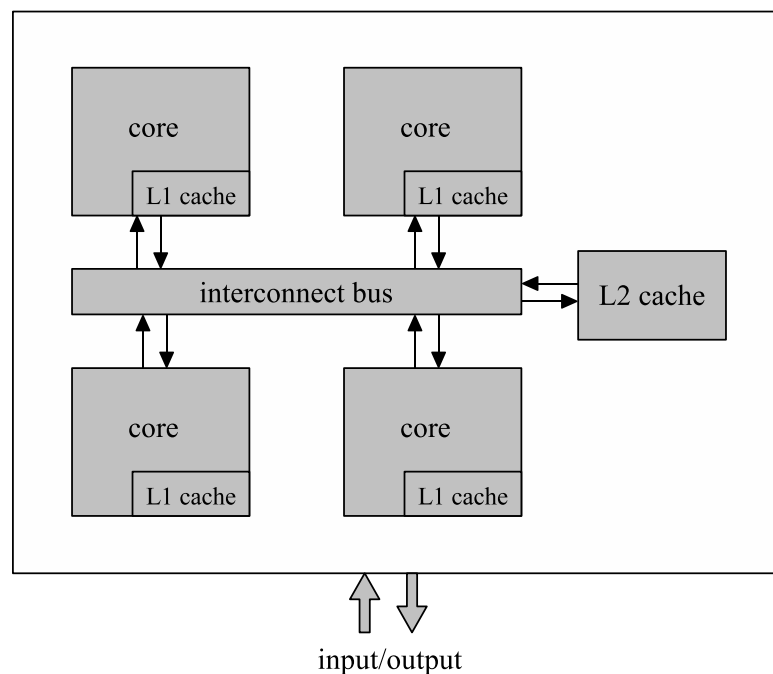 core
core
L1 cache
L1 cache
interconnect bus
L2 cache
core
core
L1 cache
L1 cache
input/output